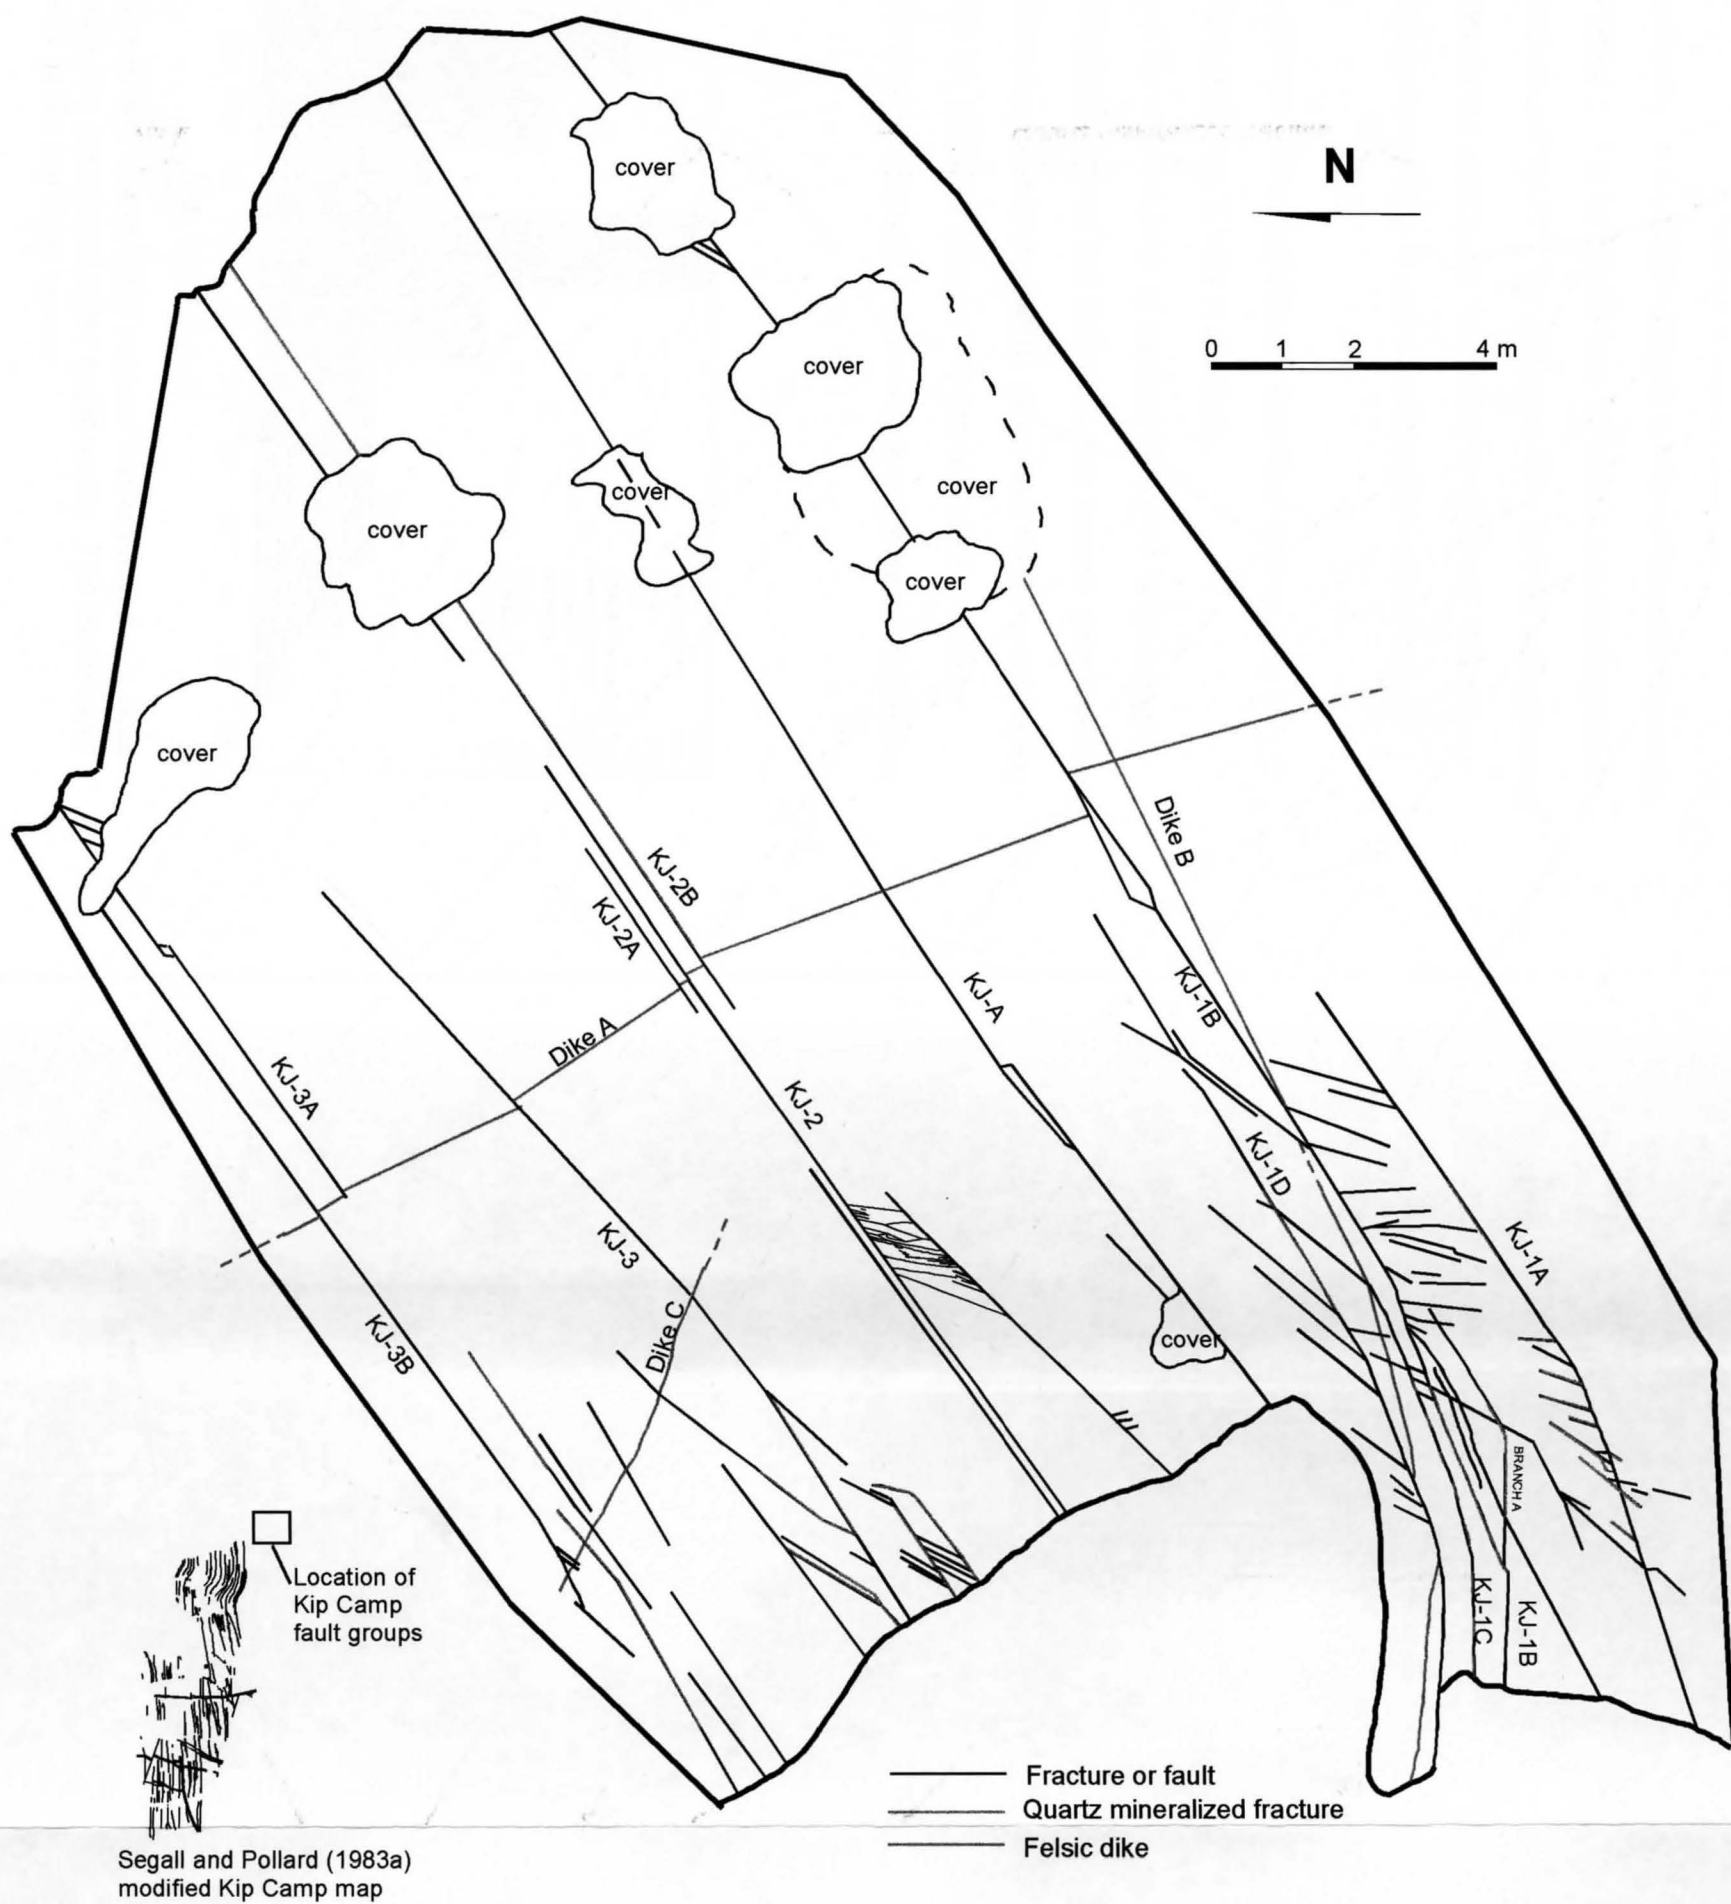 cover
N
0 1 2 4 m
cover
cover
cover
cover
cover
cover
cover
Dike B
KJ-2B
KJ-2A
KJ-A
KJ-1B
Dike A
KJ-3A
KJ-2
KJ-1D
KJ-3
KJ-1A
Dike C
KJ-3B
cover
BRANCH A
Location of
Kip Camp
fault groups
KJ-1C
KJ-1B
Fracture or fault
Quartz mineralized fracture
Felsic dike
Segall and Pollard (1983a)
modified Kip Camp map